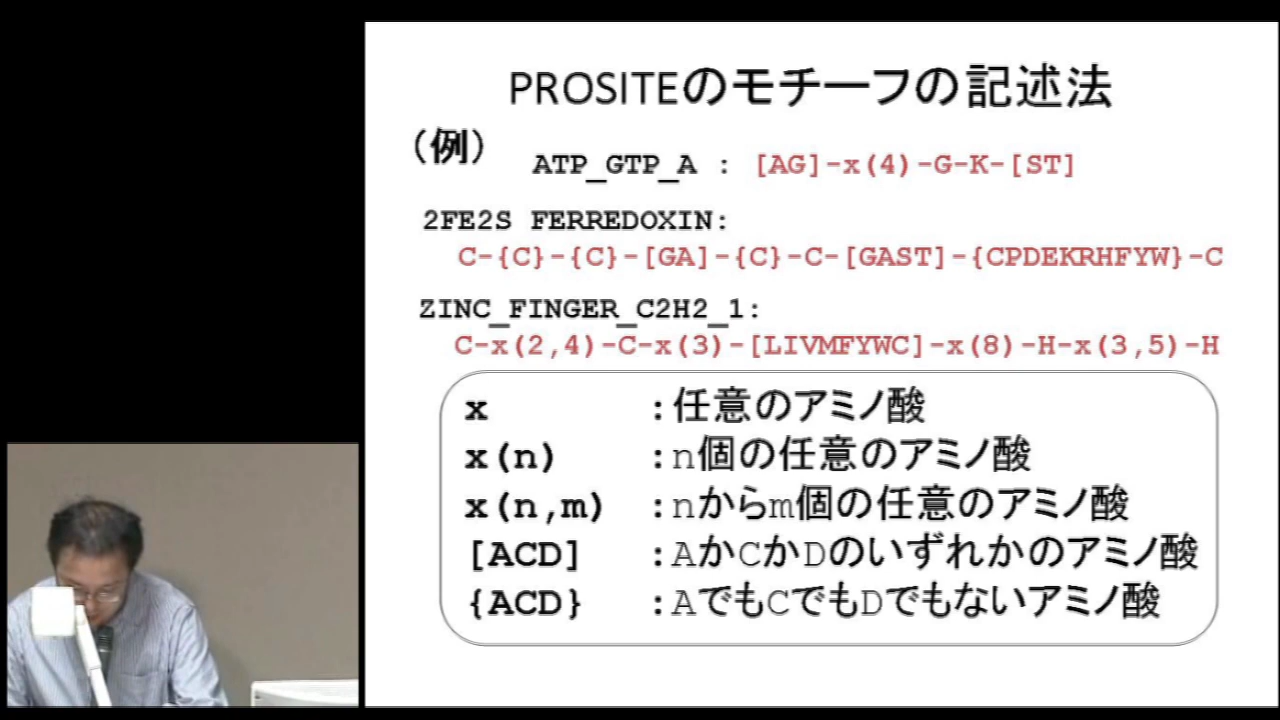 PROSITEのモチーフの記述法
(例)
ATP_GTP_A : [AG]-x(4)-G-K-[ST]
2FE2S FERREDOXIN:
C-{C}-{C}-[GA]-{C}-C-[GAST]-{CPDEKRHFYW}-C
ZINC_FINGER_C2H2_1:
C-x(2,4)-C-x(3)-[LIVMFYWC]-x(8)-H-x(3,5)-H
x :任意のアミノ酸
x(n) :n個の任意のアミノ酸
x(n,m) :nからm個の任意のアミノ酸
[ACD] :AかCかDのいずれかのアミノ酸
{ACD} :AでもCでもDでもないアミノ酸